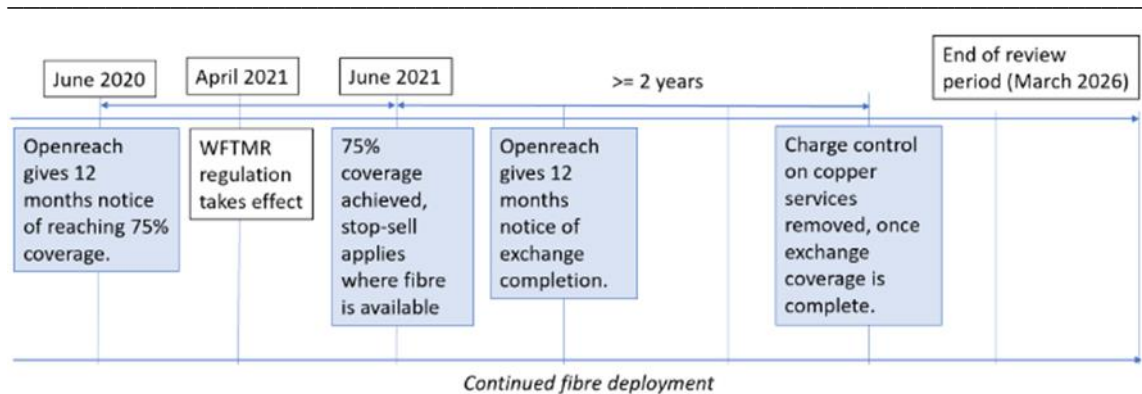 June 2020
April 2021
June 2021
>= 2 years
End of review
period (March 2026)
Openreach
gives 12
months notice
of reaching 75%
coverage.
WFTMR
regulation
takes effect
75%
coverage
achieved,
stop-sell
applies
where fibre
is available
Openreach
gives 12
months
notice of
exchange
completion.
Charge control
on copper
services
removed, once
exchange
coverage is
complete.
Continued fibre deployment